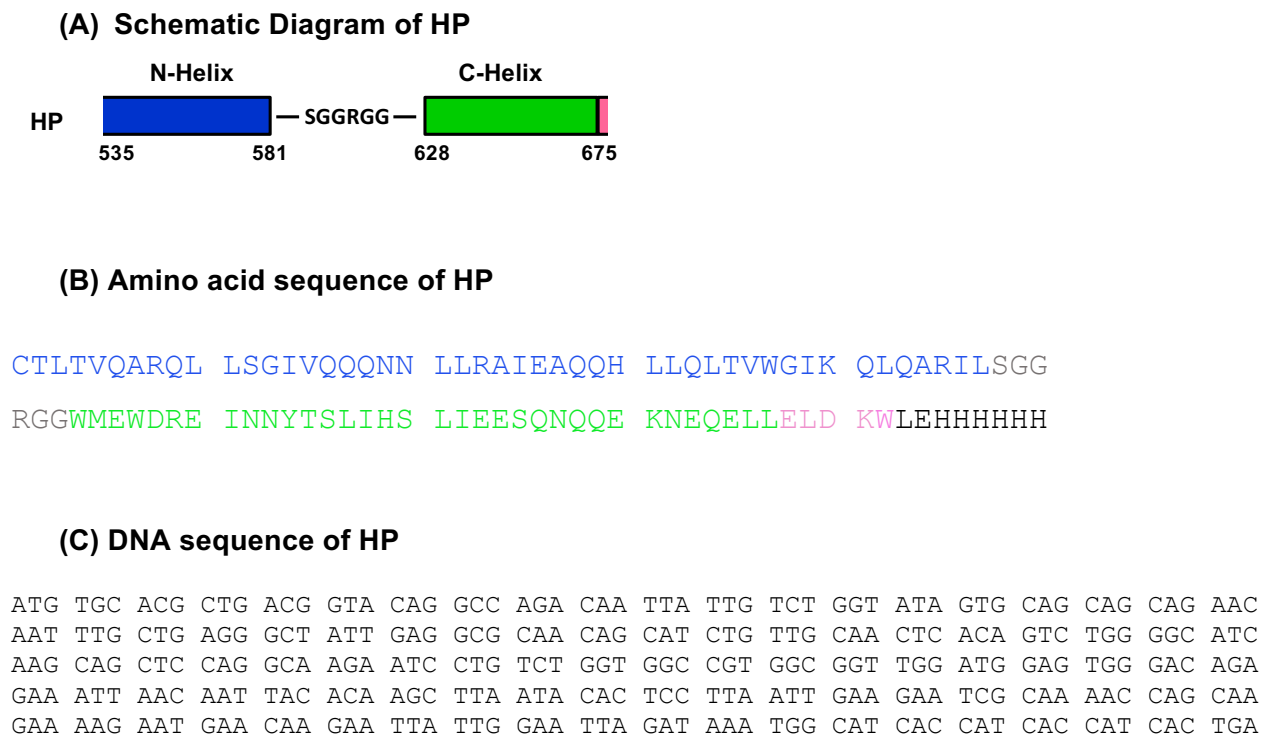 (A) Schematic Diagram of HP
N-Helix C-Helix
HP SGGRGG
535 581 628 675
(B) Amino acid sequence of HP
CTLTVQARQL LSGIVQQQNN LLRAIEAQQH LLQLTVWGIK QLQARILSGG
RGGWMEWDRE INNYTSLIHS LIEESQNQQE KNEQELLELD KWLEHHHHHH
(C) DNA sequence of HP
ATG TGC ACG CTG ACG GTA CAG GCC AGA CAA TTA TTG TCT GGT ATA GTG CAG CAG CAG AAC
AAT TTG CTG AGG GCT ATT GAG GCG CAA CAG CAT CTG TTG CAA CTC ACA GTC TGG GGC ATC
AAG CAG CTC CAG GCA AGA ATC CTG TCT GGT GGC CGT GGC GGT TGG ATG GAG TGG GAC AGA
GAA ATT AAC AAT TAC ACA AGC TTA ATA CAC TCC TTA ATT GAA GAA TCG CAA AAC CAG CAA
GAA AAG AAT GAA CAA GAA TTA TTG GAA TTA GAT AAA TGG CAT CAC CAT CAC CAT CAC TGA